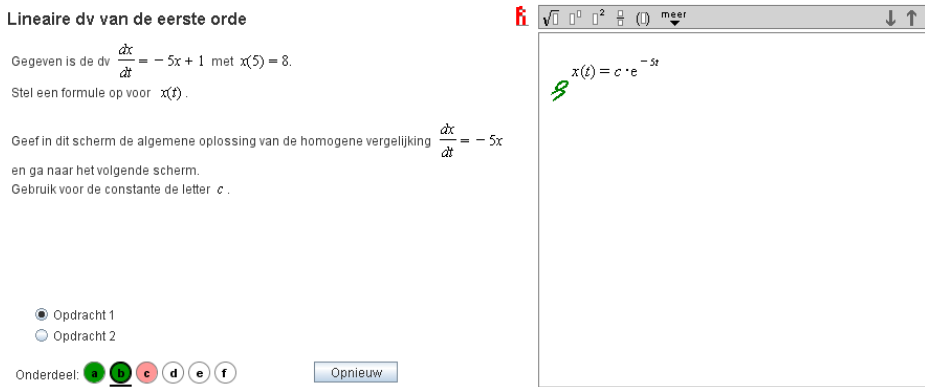 Lineaire dv van de eerste orde
Gegeven is de dv dx/dt = - 5x + 1 met x(5) = 8.
Stel een formule op voor x(t) .
Geef in dit scherm de algemene oplossing van de homogene vergelijking dx/dt = - 5x
en ga naar het volgende scherm.
Gebruik voor de constante de letter c .
Opdracht 1
Opdracht 2
Onderdeel: a b c d e f
Opnieuw
meer
x(t) = c · e^{- 5t}